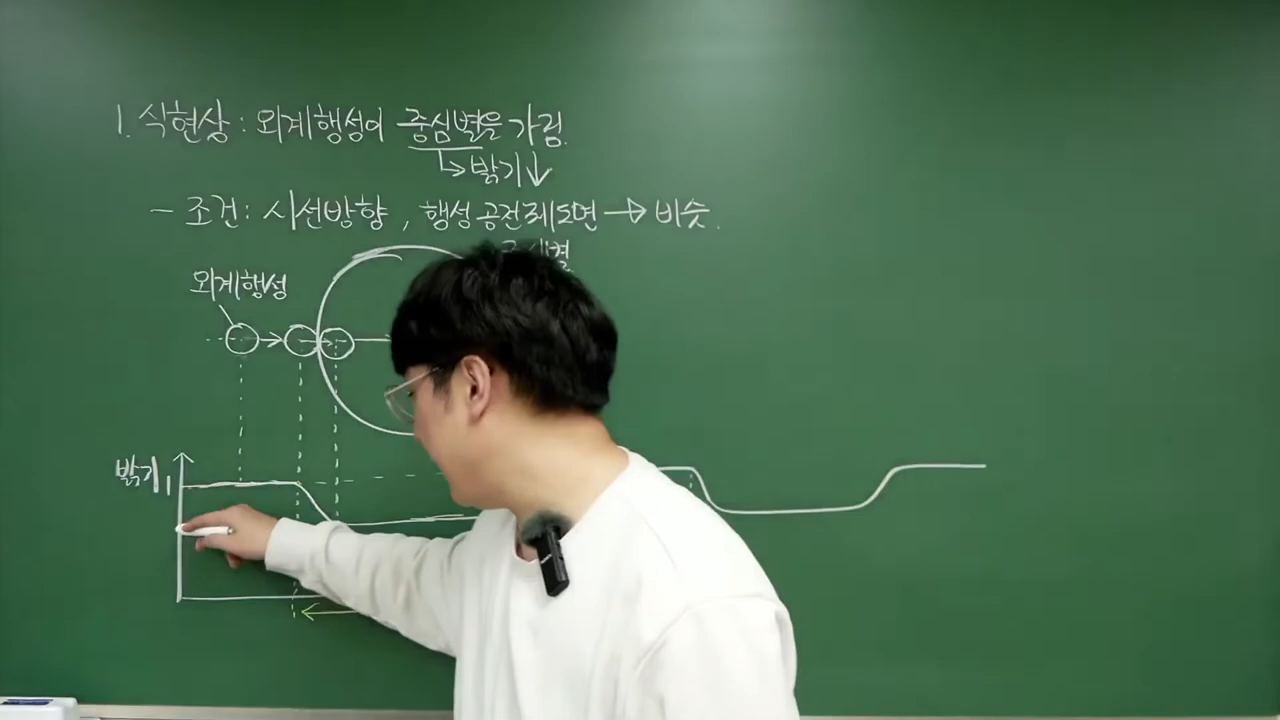 1. 식현상 : 외계행성이 중심별을 가림.
↳ 밝기↓
- 조건 : 시선방향, 행성 공전궤도면 → 비슷.
외계행성
밝기
1